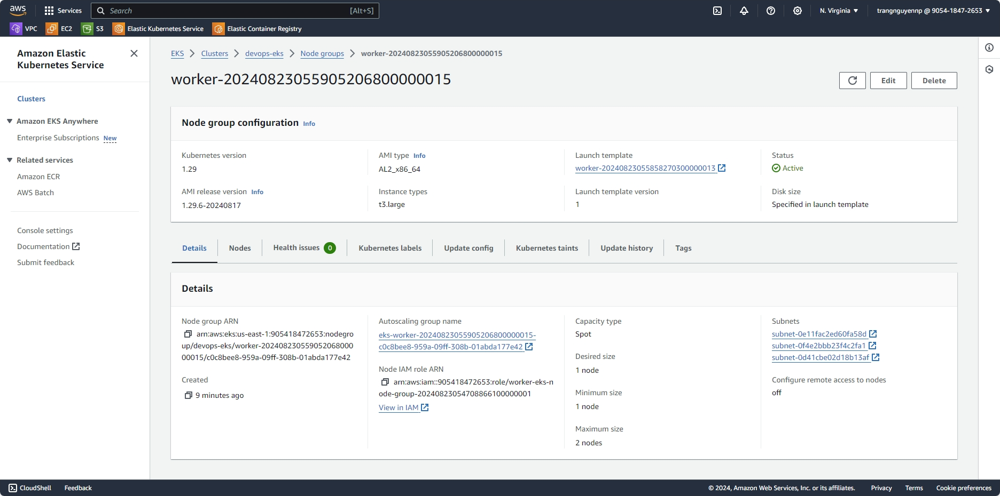 aws
Services
Search
[Alt+S]
N. Virginia
trangnguyennp @ 9054-1847-2653
VPC
EC2
S3
Elastic Kubernetes Service
Elastic Container Registry
Amazon Elastic
Kubernetes Service
Clusters
Amazon EKS Anywhere
Enterprise Subscriptions New
Related services
Amazon ECR
AWS Batch
Console settings
Documentation
Submit feedback
EKS
Clusters
devops-eks
Node groups
worker-20240823055905206800000015
worker-20240823055905206800000015
Edit
Delete
Node group configuration Info
Kubernetes version
1.29
AMI type Info
AL2_x86_64
Launch template
worker-20240823055858270300000013
Status
Active
AMI release version Info
1.29.6-20240817
Instance types
t3.large
Launch template version
1
Disk size
Specified in launch template
Details
Nodes
Health issues 0
Kubernetes labels
Update config
Kubernetes taints
Update history
Tags
Details
Node group ARN
arn:aws:eks:us-east-1:905418472653:nodegro
up/devops-eks/worker-202408230559052068000
00015/c0c8bee8-959a-09ff-308b-01abda177e42
Created
9 minutes ago
Autoscaling group name
eks-worker-20240823055905206800000015-
c0c8bee8-959a-09ff-308b-01abda177e42
Node IAM role ARN
arn:aws:iam::905418472653:role/worker-eks-n
ode-group-20240823054708866100000001
View in IAM
Capacity type
Spot
Desired size
1 node
Minimum size
1 node
Maximum size
2 nodes
Subnets
subnet-0e11fac2ed60fa58d
subnet-0f4e2bbb23f4c2fa1
subnet-0d41cbe02d18b13af
Configure remote access to nodes
off
CloudShell
Feedback
© 2024, Amazon Web Services, Inc. or its affiliates.
Privacy
Terms
Cookie preferences